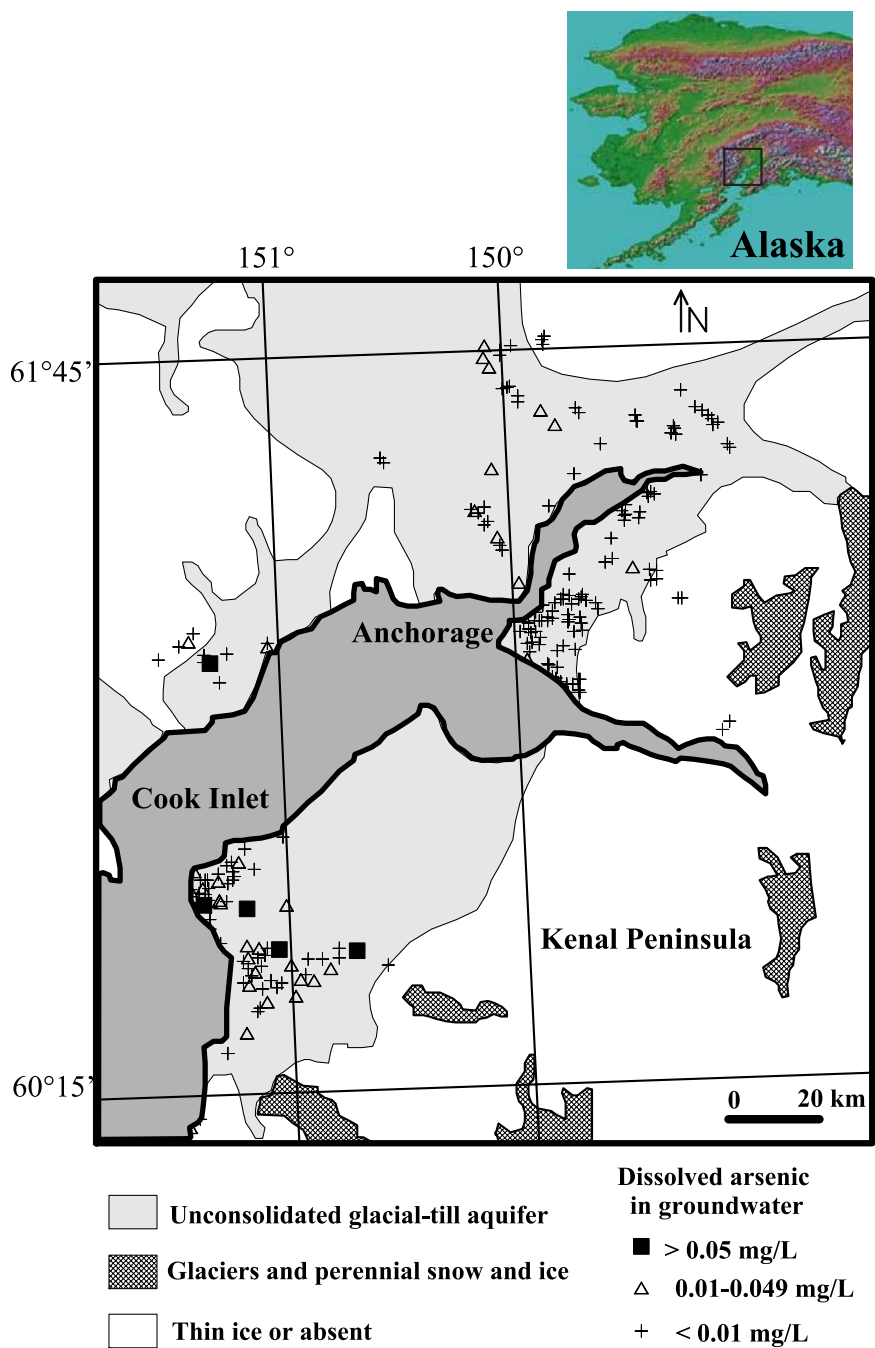 Alaska
151° 150°
N
61°45'
Anchorage
Cook Inlet
Kenal Peninsula
60°15'
0 20 km
Dissolved arsenic
in groundwater
Unconsolidated glacial-till aquifer
> 0.05 mg/L
Glaciers and perennial snow and ice
0.01-0.049 mg/L
Thin ice or absent
< 0.01 mg/L